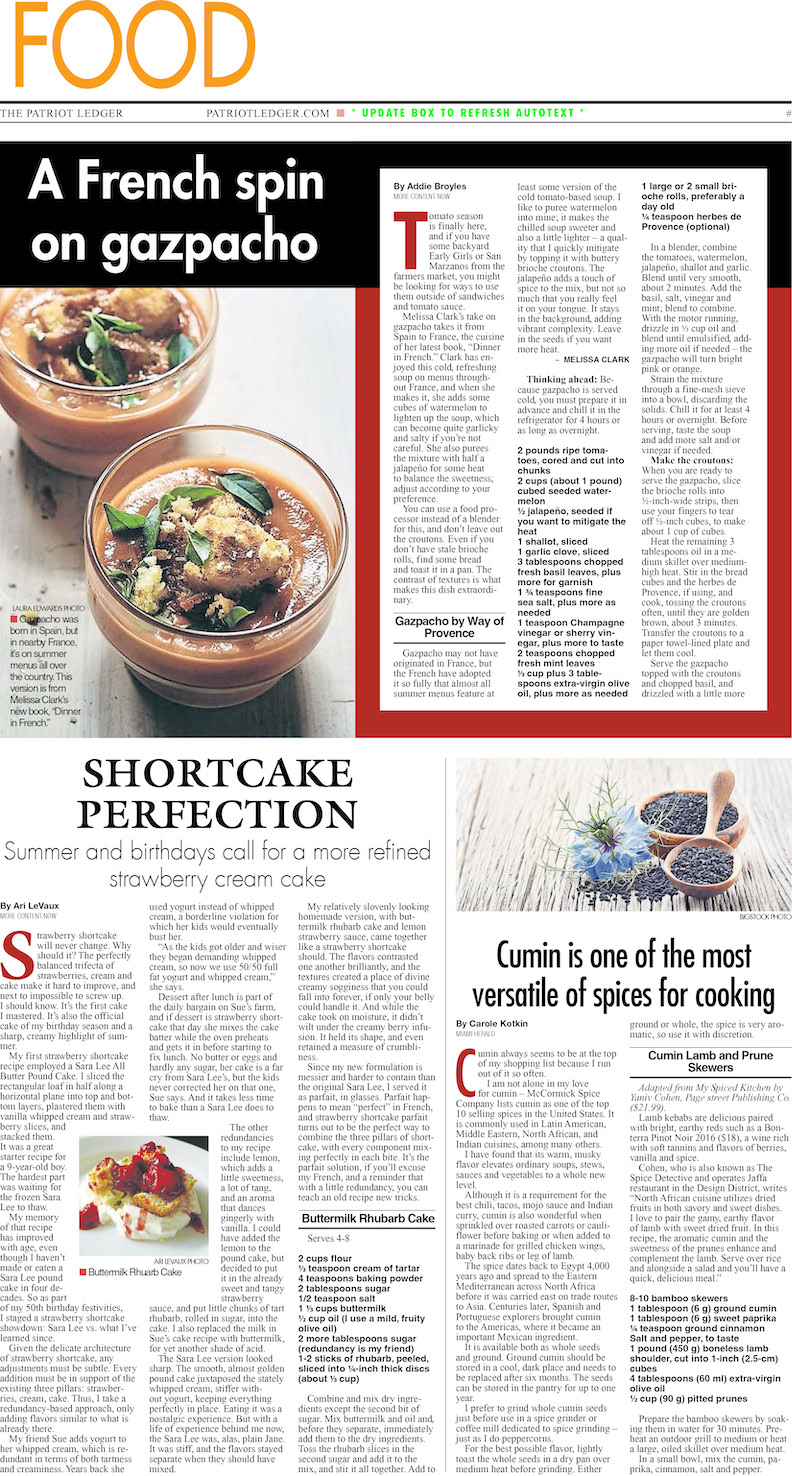 FOOD
THE PATRIOT LEDGER
PATRIOTLEDGER.COM
* UPDATE BOX TO REFRESH AUTOTEXT *
#
A French spin
on gazpacho
LAURA EDWARDS PHOTO
Gazpacho was
born in Spain, but
in nearby France,
it's on summer
menus all over
the country. This
version is from
Melissa Clark's
new book, "Dinner
in French."
By Addie Broyles
MORE CONTENT NOW
Tomato season
is finally here,
and if you have
some backyard
Early Girls or San
Marzanos from the
farmers market, you might
be looking for ways to use
them outside of sandwiches
and tomato sauce.
Melissa Clark's take on
gazpacho takes it from
Spain to France, the cuisine
of her latest book, "Dinner
in French." Clark has en-
joyed this cold, refreshing
soup on menus through-
out France, and when she
makes it, she adds some
cubes of watermelon to
lighten up the soup, which
can become quite garlicky
and salty if you're not
careful. She also purees
the mixture with half a
jalapeño for some heat
to balance the sweetness;
adjust according to your
preference.
You can use a food pro-
cessor instead of a blender
for this, and don't leave out
the croutons. Even if you
don't have stale brioche
rolls, find some bread
and toast it in a pan. The
contrast of textures is what
makes this dish extraordi-
nary.
Gazpacho by Way of
Provence
Gazpacho may not have
originated in France, but
the French have adopted
it so fully that almost all
summer menus feature at
least some version of the
cold tomato-based soup. I
like to puree watermelon
into mine; it makes the
chilled soup sweeter and
also a little lighter – a qual-
ity that I quickly mitigate
by topping it with buttery
brioche croutons. The
jalapeño adds a touch of
spice to the mix, but not so
much that you really feel
it on your tongue. It stays
in the background, adding
vibrant complexity. Leave
in the seeds if you want
more heat.
– MELISSA CLARK
Thinking ahead: Be-
cause gazpacho is served
cold, you must prepare it in
advance and chill it in the
refrigerator for 4 hours or
as long as overnight.
2 pounds ripe toma-
toes, cored and cut into
chunks
2 cups (about 1 pound)
cubed seeded water-
melon
½ jalapeño, seeded if
you want to mitigate the
heat
1 shallot, sliced
1 garlic clove, sliced
3 tablespoons chopped
fresh basil leaves, plus
more for garnish
1 ¾ teaspoons fine
sea salt, plus more as
needed
1 teaspoon Champagne
vinegar or sherry vin-
egar, plus more to taste
2 teaspoons chopped
fresh mint leaves
⅓ cup plus 3 table-
spoons extra-virgin olive
oil, plus more as needed
1 large or 2 small bri-
oche rolls, preferably a
day old
¼ teaspoon herbes de
Provence (optional)
In a blender, combine
the tomatoes, watermelon,
jalapeño, shallot and garlic.
Blend until very smooth,
about 2 minutes. Add the
basil, salt, vinegar and
mint; blend to combine.
With the motor running,
drizzle in ⅓ cup oil and
blend until emulsified, add-
ing more oil if needed – the
gazpacho will turn bright
pink or orange.
Strain the mixture
through a fine-mesh sieve
into a bowl, discarding the
solids. Chill it for at least 4
hours or overnight. Before
serving, taste the soup
and add more salt and/or
vinegar if needed.
Make the croutons:
When you are ready to
serve the gazpacho, slice
the brioche rolls into
½-inch-wide strips, then
use your fingers to tear
off ½-inch cubes, to make
about 1 cup of cubes.
Heat the remaining 3
tablespoons oil in a me-
dium skillet over medium-
high heat. Stir in the bread
cubes and the herbes de
Provence, if using, and
cook, tossing the croutons
often, until they are golden
brown, about 3 minutes.
Transfer the croutons to a
paper towel-lined plate and
let them cool.
Serve the gazpacho
topped with the croutons
and chopped basil, and
drizzled with a little more
SHORTCAKE
PERFECTION
Summer and birthdays call for a more refined
strawberry cream cake
By Ari LeVaux
MORE CONTENT NOW
Strawberry shortcake
will never change. Why
should it? The perfectly
balanced trifecta of
strawberries, cream and
cake make it hard to improve, and
next to impossible to screw up.
I should know. It's the first cake
I mastered. It's also the official
cake of my birthday season and a
sharp, creamy highlight of sum-
mer.
My first strawberry shortcake
recipe employed a Sara Lee All
Butter Pound Cake. I sliced the
rectangular loaf in half along a
horizontal plane into top and bot-
tom layers, plastered them with
vanilla whipped cream and straw-
berry slices, and
stacked them.
It was a great
starter recipe for
a 9-year-old boy.
The hardest part
was waiting for
the frozen Sara
Lee to thaw.
My memory
of that recipe
has improved
with age, even
though I haven't
made or eaten a
Sara Lee pound
cake in four de-
cades. So as part
of my 50th birthday festivities,
I staged a strawberry shortcake
showdown: Sara Lee vs. what I've
learned since.
Given the delicate architecture
of strawberry shortcake, any
adjustments must be subtle. Every
addition must be in support of the
existing three pillars: strawber-
ries, cream, cake. Thus, I take a
redundancy-based approach, only
adding flavors similar to what is
already there.
My friend Sue adds yogurt to
her whipped cream, which is re-
dundant in terms of both tartness
and creaminess. Years back she
used yogurt instead of whipped
cream, a borderline violation for
which her kids would eventually
bust her.
"As the kids got older and wiser
they began demanding whipped
cream, so now we use 50/50 full
fat yogurt and whipped cream,"
she says.
Dessert after lunch is part of
the daily bargain on Sue's farm,
and if dessert is strawberry short-
cake that day she mixes the cake
batter while the oven preheats
and gets it in before starting to
fix lunch. No butter or eggs and
hardly any sugar, her cake is a far
cry from Sara Lee's, but the kids
never corrected her on that one,
Sue says. And it takes less time
to bake than a Sara Lee does to
thaw.
The other
redundancies
to my recipe
include lemon,
which adds a
little sweetness,
a lot of tang,
and an aroma
that dances
gingerly with
vanilla. I could
have added the
lemon to the
pound cake, but
decided to put
it in the already
sweet and tangy
strawberry
sauce, and put little chunks of tart
rhubarb, rolled in sugar, into the
cake. I also replaced the milk in
Sue's cake recipe with buttermilk,
for yet another shade of acid.
The Sara Lee version looked
sharp. The smooth, almost golden
pound cake juxtaposed the stately
whipped cream, stiffer with-
out yogurt, keeping everything
perfectly in place. Eating it was a
nostalgic experience. But with a
life of experience behind me now,
the Sara Lee was, alas, plain Jane.
It was stiff, and the flavors stayed
separate when they should have
mixed.
ARI LEVAUX PHOTO
Buttermilk Rhuarb Cake
My relatively slovenly looking
homemade version, with but-
termilk rhubarb cake and lemon
strawberry sauce, came together
like a strawberry shortcake
should. The flavors contrasted
one another brilliantly, and the
textures created a place of divine
creamy sogginess that you could
fall into forever, if only your belly
could handle it. And while the
cake took on moisture, it didn't
wilt under the creamy berry infu-
sion. It held its shape, and even
retained a measure of crumbli-
ness.
Since my new formulation is
messier and harder to contain than
the original Sara Lee, I served it
as parfait, in glasses. Parfait hap-
pens to mean "perfect" in French,
and strawberry shortcake parfait
turns out to be the perfect way to
combine the three pillars of short-
cake, with every component mix-
ing perfectly in each bite. It's the
parfait solution, if you'll excuse
my French, and a reminder that
with a little redundancy, you can
teach an old recipe new tricks.
Buttermilk Rhubarb Cake
Serves 4-8
2 cups flour
½ teaspoon cream of tartar
4 teaspoons baking powder
2 tablespoons sugar
1/2 teaspoon salt
1 ⅓ cups buttermilk
½ cup oil (I use a mild, fruity
olive oil)
2 more tablespoons sugar
(redundancy is my friend)
1-2 sticks of rhubarb, peeled,
sliced into ¼-inch thick discs
(about ⅓ cup)
Combine and mix dry ingre-
dients except the second bit of
sugar. Mix buttermilk and oil and,
before they separate, immediately
add them to the dry ingredients.
Toss the rhubarb slices in the
second sugar and add it to the
mix, and stir it all together. Add to
BIGSTOCK PHOTO
Cumin is one of the most
versatile of spices for cooking
By Carole Kotkin
MIAMI HERALD
Cumin always seems to be at the top
of my shopping list because I run
out of it so often.
I am not alone in my love
for cumin – McCormick Spice
Company lists cumin as one of the top
10 selling spices in the United States. It
is commonly used in Latin American,
Middle Eastern, North African, and
Indian cuisines, among many others.
I have found that its warm, musky
flavor elevates ordinary soups, stews,
sauces and vegetables to a whole new
level.
Although it is a requirement for the
best chili, tacos, mojo sauce and Indian
curry, cumin is also wonderful when
sprinkled over roasted carrots or cauli-
flower before baking or when added to
a marinade for grilled chicken wings,
baby back ribs or leg of lamb.
The spice dates back to Egypt 4,000
years ago and spread to the Eastern
Mediterranean across North Africa
before it was carried east on trade routes
to Asia. Centuries later, Spanish and
Portuguese explorers brought cumin
to the Americas, where it became an
important Mexican ingredient.
It is available both as whole seeds
and ground. Ground cumin should be
stored in a cool, dark place and needs to
be replaced after six months. The seeds
can be stored in the pantry for up to one
year.
I prefer to grind whole cumin seeds
just before use in a spice grinder or
coffee mill dedicated to spice grinding –
just as I do peppercorns.
For the best possible flavor, lightly
toast the whole seeds in a dry pan over
medium heat before grinding. Either
ground or whole, the spice is very aro-
matic, so use it with discretion.
Cumin Lamb and Prune
Skewers
Adapted from My Spiced Kitchen by
Yaniv Cohen, Page street Publishing Co.
($21.99).
Lamb kebabs are delicious paired
with bright, earthy reds such as a Bon-
terra Pinot Noir 2016 ($18), a wine rich
with soft tannins and flavors of berries,
vanilla and spice.
Cohen, who is also known as The
Spice Detective and operates Jaffa
restaurant in the Design District, writes
"North African cuisine utilizes dried
fruits in both savory and sweet dishes.
I love to pair the gamy, earthy flavor
of lamb with sweet dried fruit. In this
recipe, the aromatic cumin and the
sweetness of the prunes enhance and
complement the lamb. Serve over rice
and alongside a salad and you'll have a
quick, delicious meal."
8-10 bamboo skewers
1 tablespoon (6 g) ground cumin
1 tablespoon (6 g) sweet paprika
¼ teaspoon ground cinnamon
Salt and pepper, to taste
1 pound (450 g) boneless lamb
shoulder, cut into 1-inch (2.5-cm)
cubes
4 tablespoons (60 ml) extra-virgin
olive oil
½ cup (90 g) pitted prunes
Prepare the bamboo skewers by soak-
ing them in water for 30 minutes. Pre-
heat an outdoor grill to medium or heat
a large, oiled skillet over medium heat.
In a small bowl, mix the cumin, pa-
prika, cinnamon, salt and pepper.